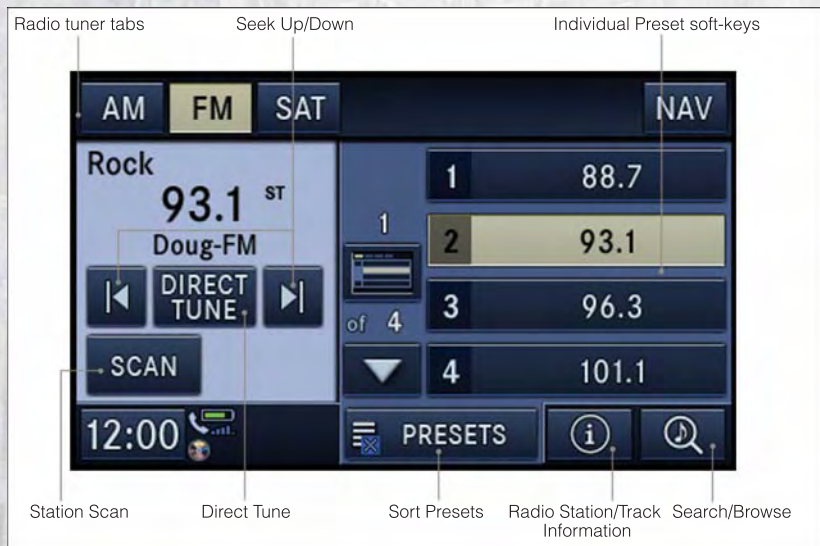 Radio tuner tabs
Seek Up/Down
Individual Preset soft-keys
AM
FM
SAT
NAV
Rock
93.1 ST
Doug-FM
DIRECT
TUNE
SCAN
1
of 4
1 88.7
2 93.1
3 96.3
4 101.1
12:00
PRESETS
i
Station Scan
Direct Tune
Sort Presets
Radio Station/Track
Information
Search/Browse